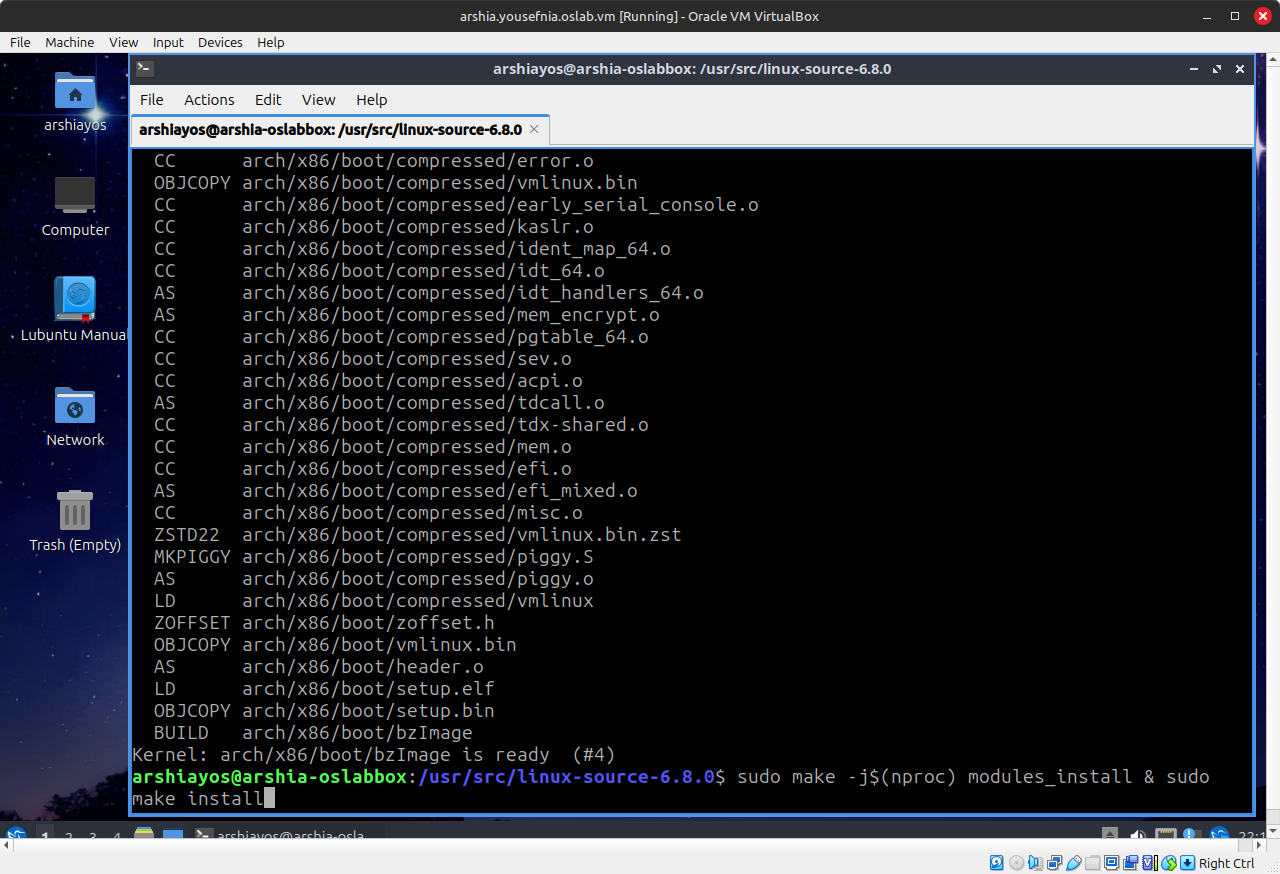 arshia.yousefnia.oslab.vm [Running] - Oracle VM VirtualBox
File Machine View Input Devices Help
arshiayos@arshia-oslabbox: /usr/src/linux-source-6.8.0
File Actions Edit View Help
arshiayos@arshia-oslabbox: /usr/src/linux-source-6.8.0
arshiayos
Computer
Lubuntu Manual
Network
Trash (Empty)
CC arch/x86/boot/compressed/error.o
OBJCOPY arch/x86/boot/compressed/vmlinux.bin
CC arch/x86/boot/compressed/early_serial_console.o
CC arch/x86/boot/compressed/kaslr.o
CC arch/x86/boot/compressed/ident_map_64.o
CC arch/x86/boot/compressed/idt_64.o
AS arch/x86/boot/compressed/idt_handlers_64.o
AS arch/x86/boot/compressed/mem_encrypt.o
CC arch/x86/boot/compressed/pgtable_64.o
CC arch/x86/boot/compressed/sev.o
CC arch/x86/boot/compressed/acpi.o
AS arch/x86/boot/compressed/tdcall.o
CC arch/x86/boot/compressed/tdx-shared.o
CC arch/x86/boot/compressed/mem.o
CC arch/x86/boot/compressed/efi.o
AS arch/x86/boot/compressed/efi_mixed.o
CC arch/x86/boot/compressed/misc.o
ZSTD22 arch/x86/boot/compressed/vmlinux.bin.zst
MKPIGGY arch/x86/boot/compressed/piggy.S
AS arch/x86/boot/compressed/piggy.o
LD arch/x86/boot/compressed/vmlinux
ZOFFSET arch/x86/boot/zoffset.h
OBJCOPY arch/x86/boot/vmlinux.bin
AS arch/x86/boot/header.o
LD arch/x86/boot/setup.elf
OBJCOPY arch/x86/boot/setup.bin
BUILD arch/x86/boot/bzImage
Kernel: arch/x86/boot/bzImage is ready (#4)
arshiayos@arshia-oslabbox:/usr/src/linux-source-6.8.0$ sudo make -j$(nproc) modules_install & sudo
make install
1 2 3 4 arshiayos@arshia-osla
Right Ctrl